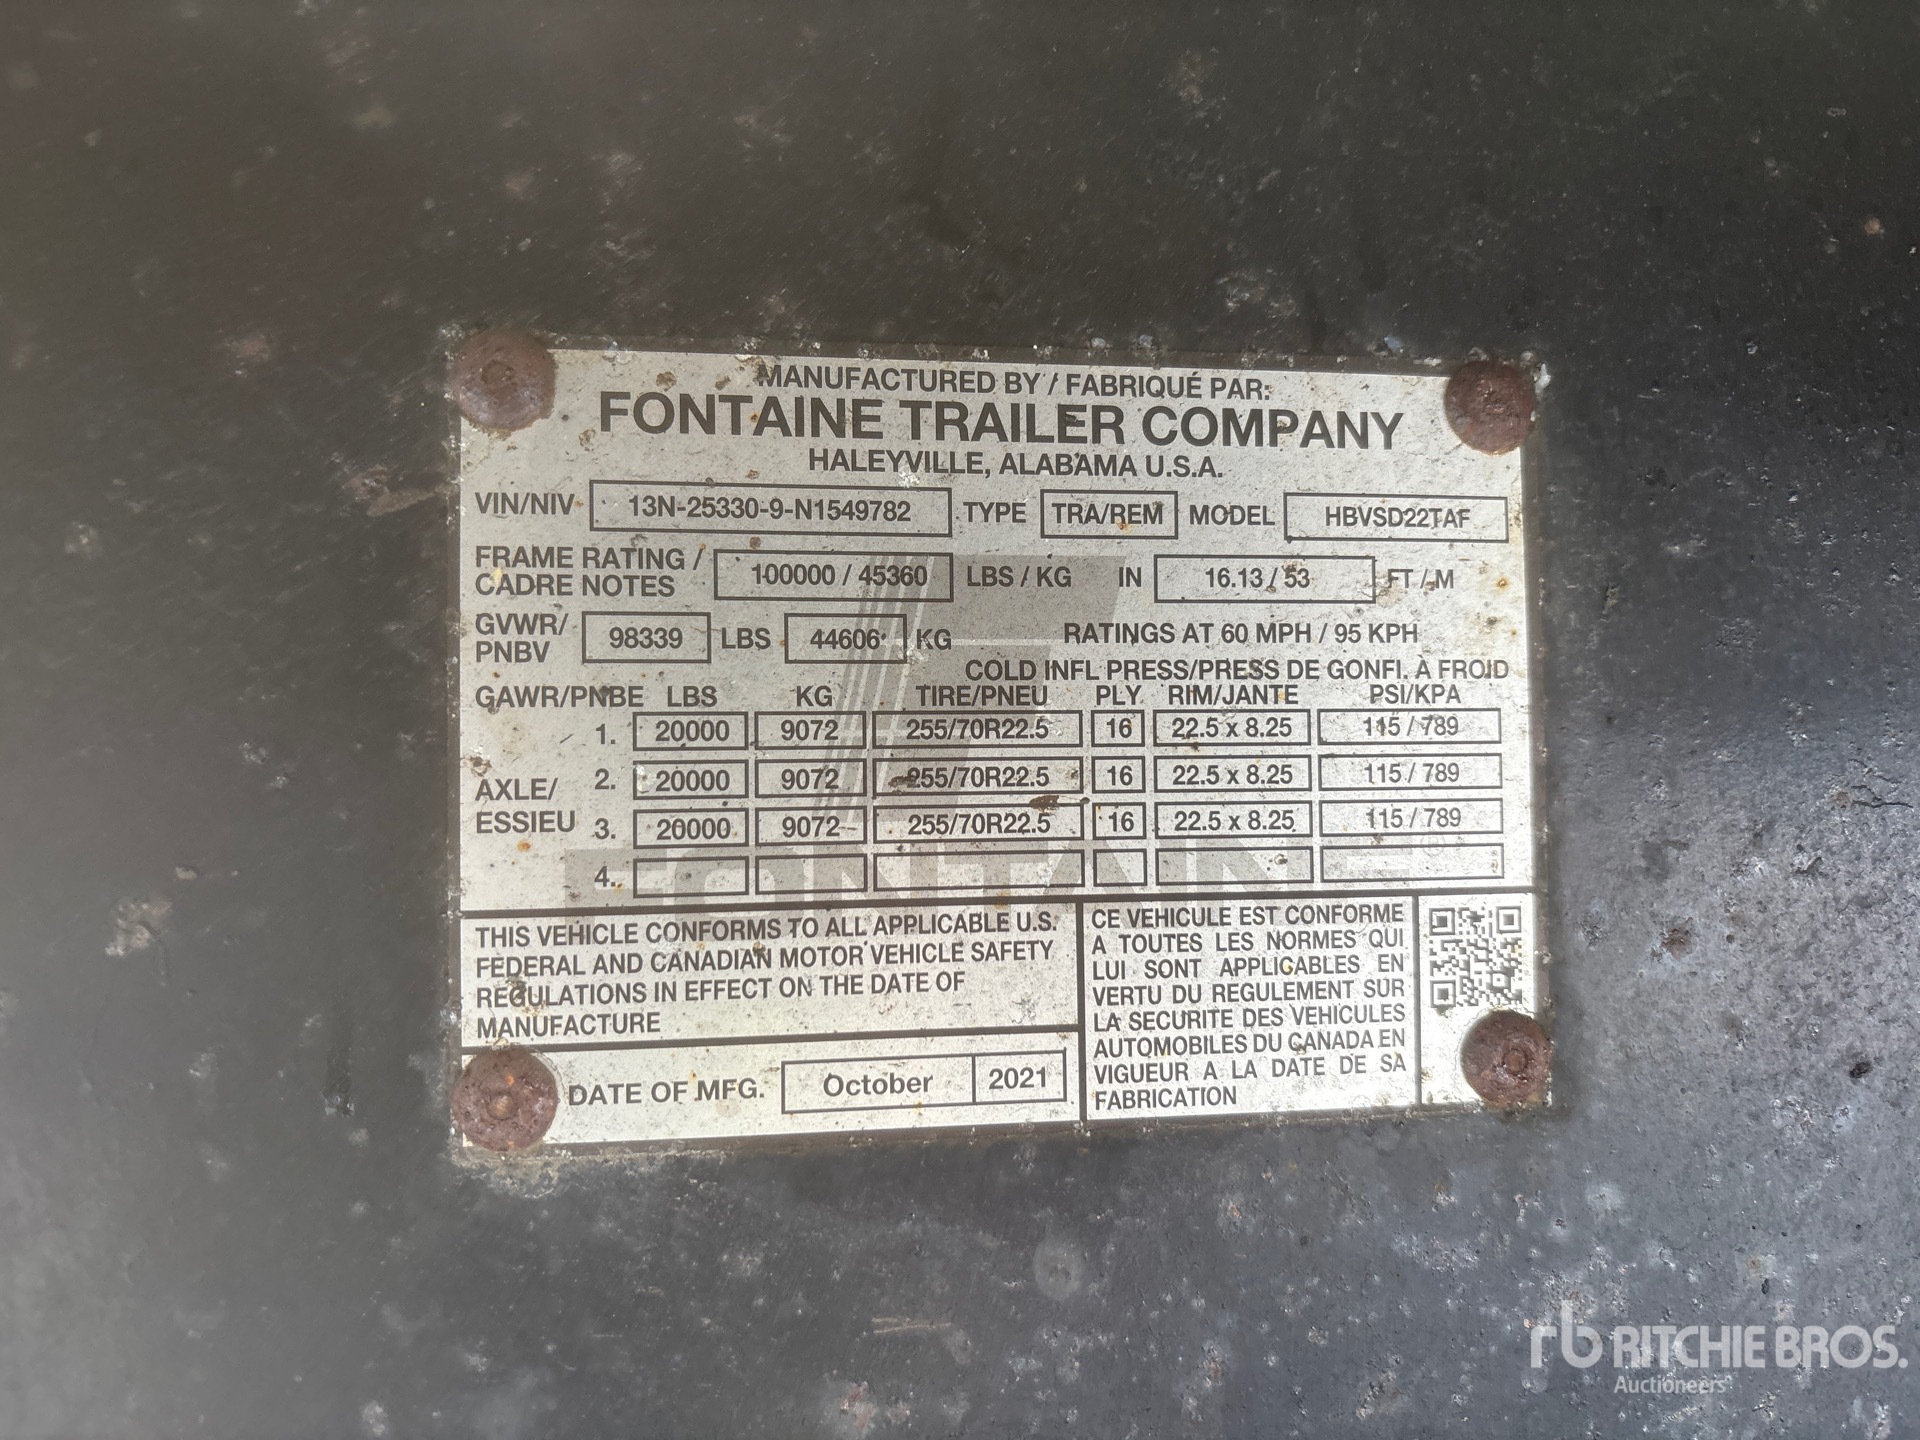 MANUFACTURED BY / FABRIQUÉ PAR:
FONTAINE TRAILER COMPANY
HALEYVILLE, ALABAMA U.S.A.
VIN/NIV 13N-25330-9-N1549782 TYPE TRA/REM MODEL HBVSD22TAF
FRAME RATING / CADRE NOTES 100000 / 45360 LBS / KG IN 16.13 / 53 FT / M
GVWR/ PNBV 98339 LBS 44606 KG RATINGS AT 60 MPH / 95 KPH
COLD INFL PRESS/PRESS DE GONFI. A FROID
GAWR/PNBE LBS KG TIRE/PNEU PLY RIM/JANTE PSI/KPA
AXLE/ ESSIEU
1. 20000 9072 255/70R22.5 16 22.5 x 8.25 115 / 789
2. 20000 9072 255/70R22.5 16 22.5 x 8.25 115 / 789
3. 20000 9072 255/70R22.5 16 22.5 x 8.25 115 / 789
4.
FONTAINE ®
THIS VEHICLE CONFORMS TO ALL APPLICABLE U.S.
FEDERAL AND CANADIAN MOTOR VEHICLE SAFETY
REGULATIONS IN EFFECT ON THE DATE OF
MANUFACTURE
DATE OF MFG. October 2021
CE VEHICULE EST CONFORME
A TOUTES LES NORMES QUI
LUI SONT APPLICABLES EN
VERTU DU REGULEMENT SUR
LA SECURITE DES VEHICULES
AUTOMOBILES DU CANADA EN
VIGUEUR A LA DATE DE SA
FABRICATION
rb RITCHIE BROS.
Auctioneers